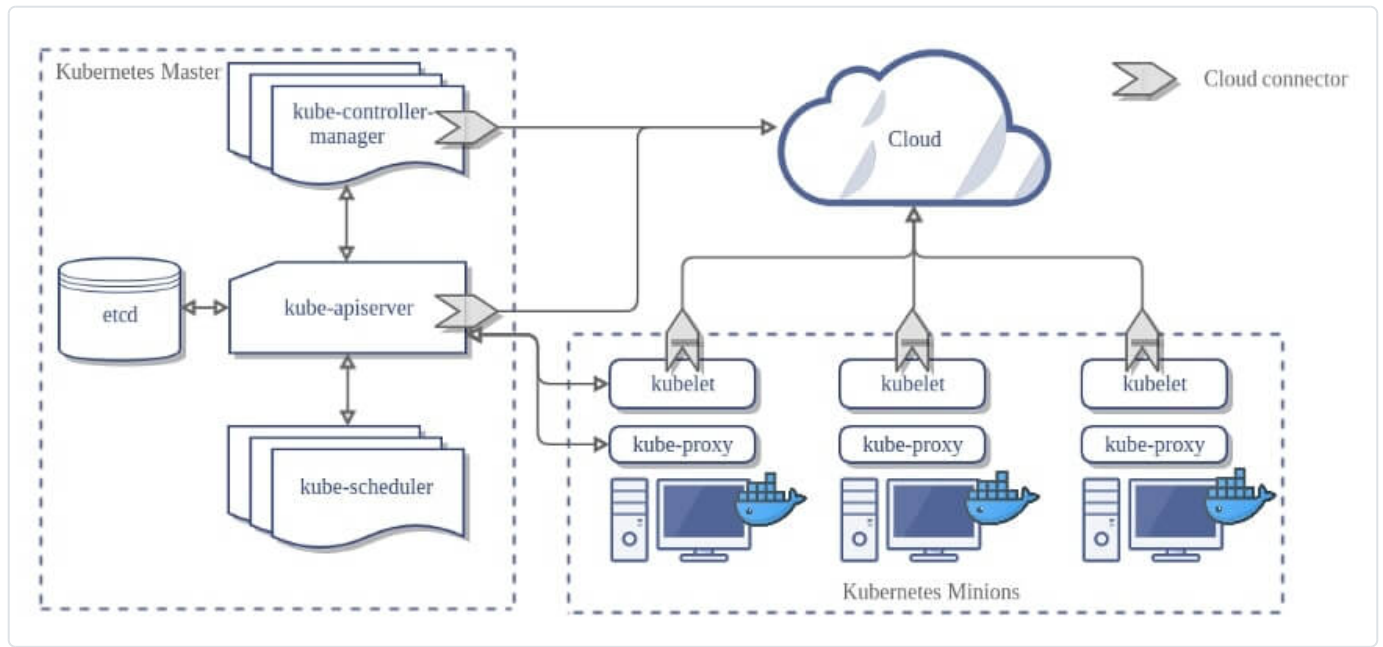 Kubernetes Master
kube-controller-
manager
Cloud
Cloud connector
etcd
kube-apiserver
kube-scheduler
kubelet
kubelet
kubelet
kube-proxy
kube-proxy
kube-proxy
Kubernetes Minions